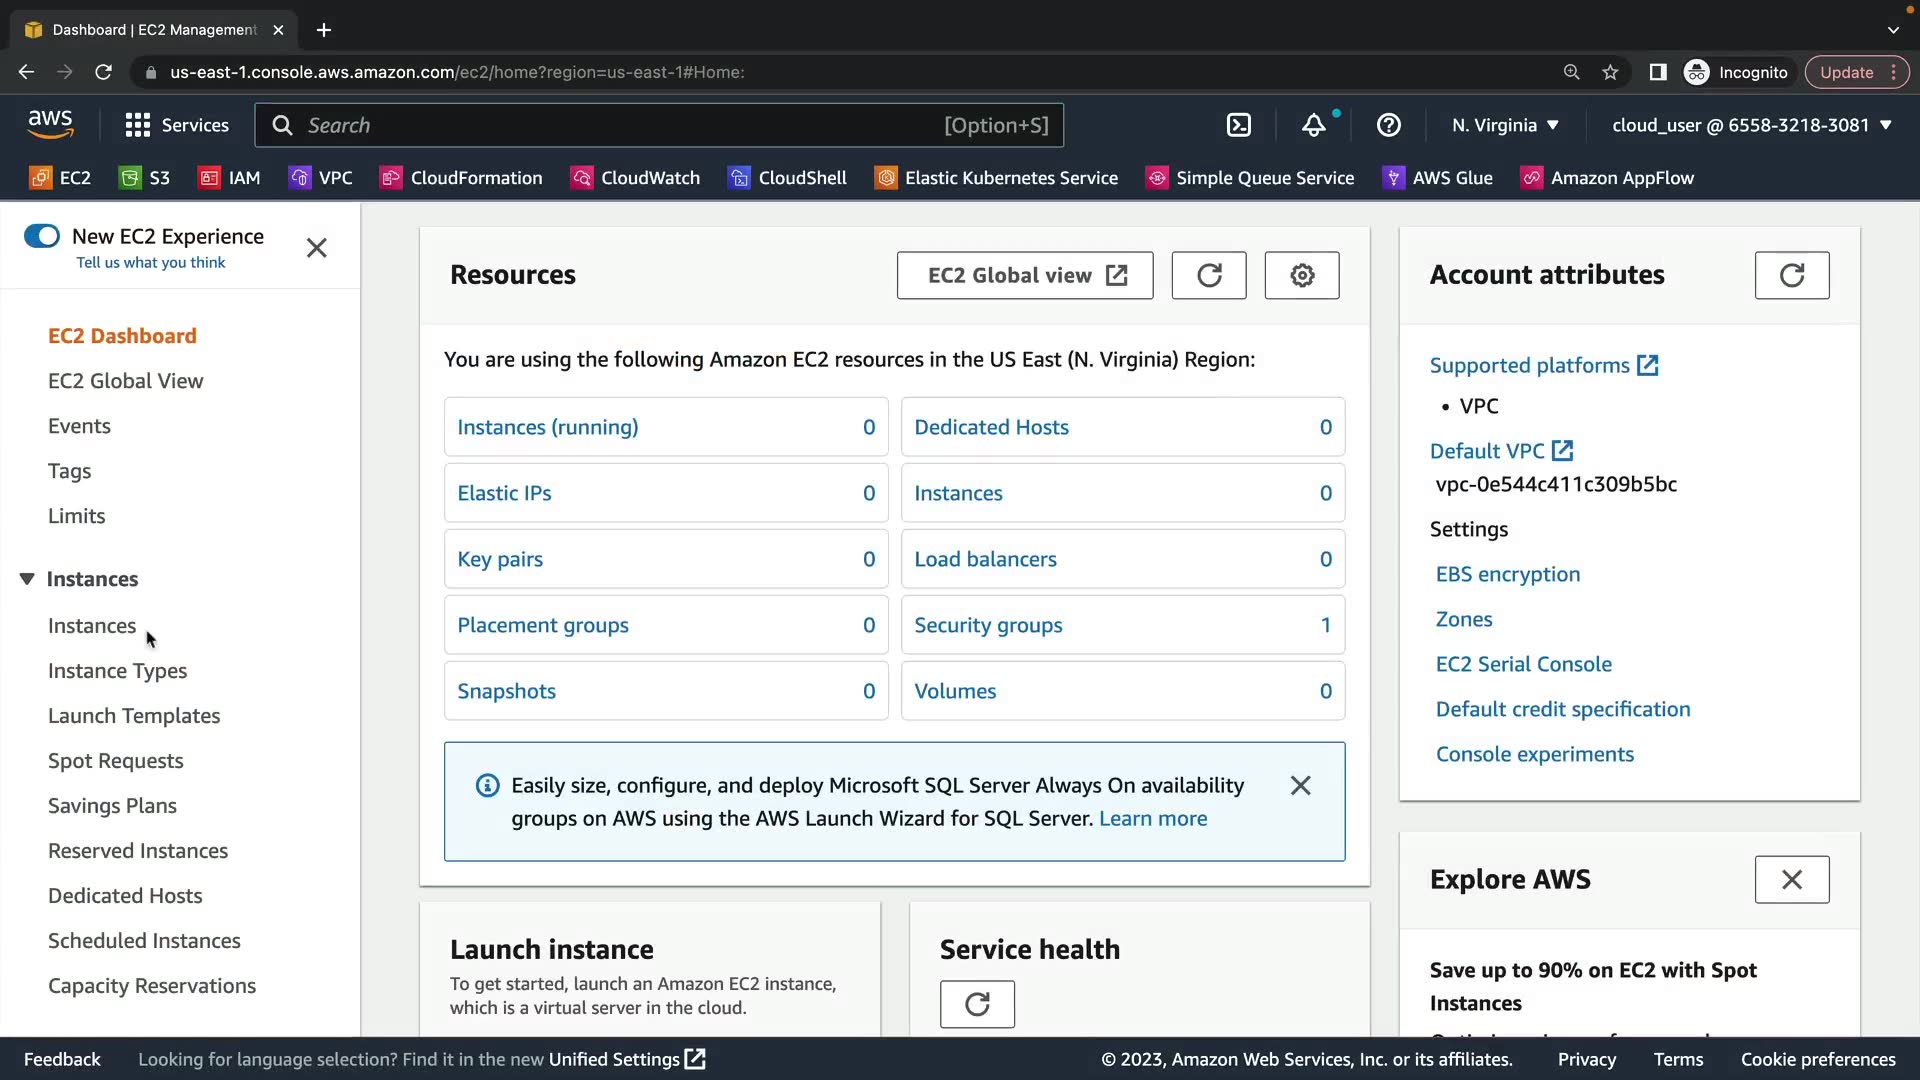 Dashboard | EC2 Management
us-east-1.console.aws.amazon.com/ec2/home?region=us-east-1#Home:
Incognito
Update
aws
Services
Search
[Option+S]
N. Virginia
cloud_user @ 6558-3218-3081
EC2
S3
IAM
VPC
CloudFormation
CloudWatch
CloudShell
Elastic Kubernetes Service
Simple Queue Service
AWS Glue
Amazon AppFlow
New EC2 Experience
Tell us what you think
EC2 Dashboard
EC2 Global View
Events
Tags
Limits
Instances
Instances
Instance Types
Launch Templates
Spot Requests
Savings Plans
Reserved Instances
Dedicated Hosts
Scheduled Instances
Capacity Reservations
Resources
EC2 Global view
You are using the following Amazon EC2 resources in the US East (N. Virginia) Region:
Instances (running) 0
Dedicated Hosts 0
Elastic IPs 0
Instances 0
Key pairs 0
Load balancers 0
Placement groups 0
Security groups 1
Snapshots 0
Volumes 0
Easily size, configure, and deploy Microsoft SQL Server Always On availability
groups on AWS using the AWS Launch Wizard for SQL Server. Learn more
Launch instance
To get started, launch an Amazon EC2 instance,
which is a virtual server in the cloud.
Service health
Account attributes
Supported platforms
• VPC
Default VPC
vpc-0e544c411c309b5bc
Settings
EBS encryption
Zones
EC2 Serial Console
Default credit specification
Console experiments
Explore AWS
Save up to 90% on EC2 with Spot
Instances
Feedback
Looking for language selection? Find it in the new Unified Settings
© 2023, Amazon Web Services, Inc. or its affiliates.
Privacy
Terms
Cookie preferences